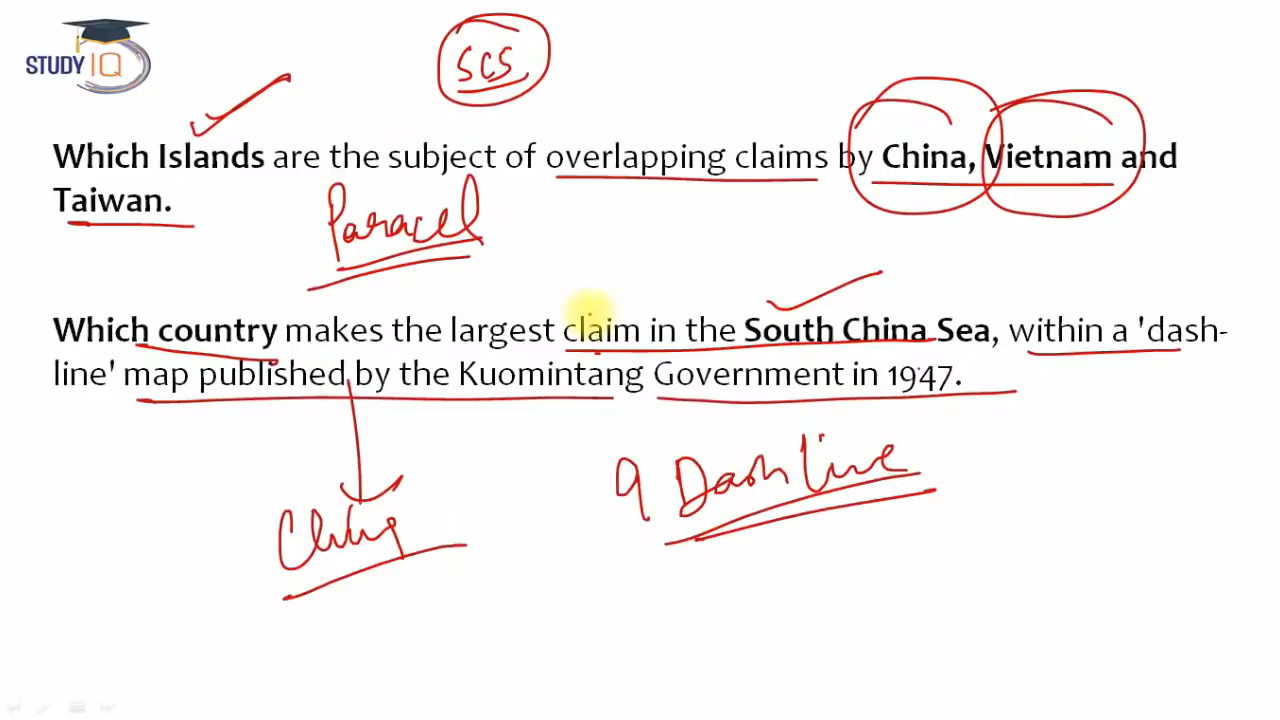 STUDY IQ
SCS
Which Islands are the subject of overlapping claims by China, Vietnam and
Taiwan.
Paracel
Which country makes the largest claim in the South China Sea, within a 'dash-
line' map published by the Kuomintang Government in 1947.
9 Dash Line
China